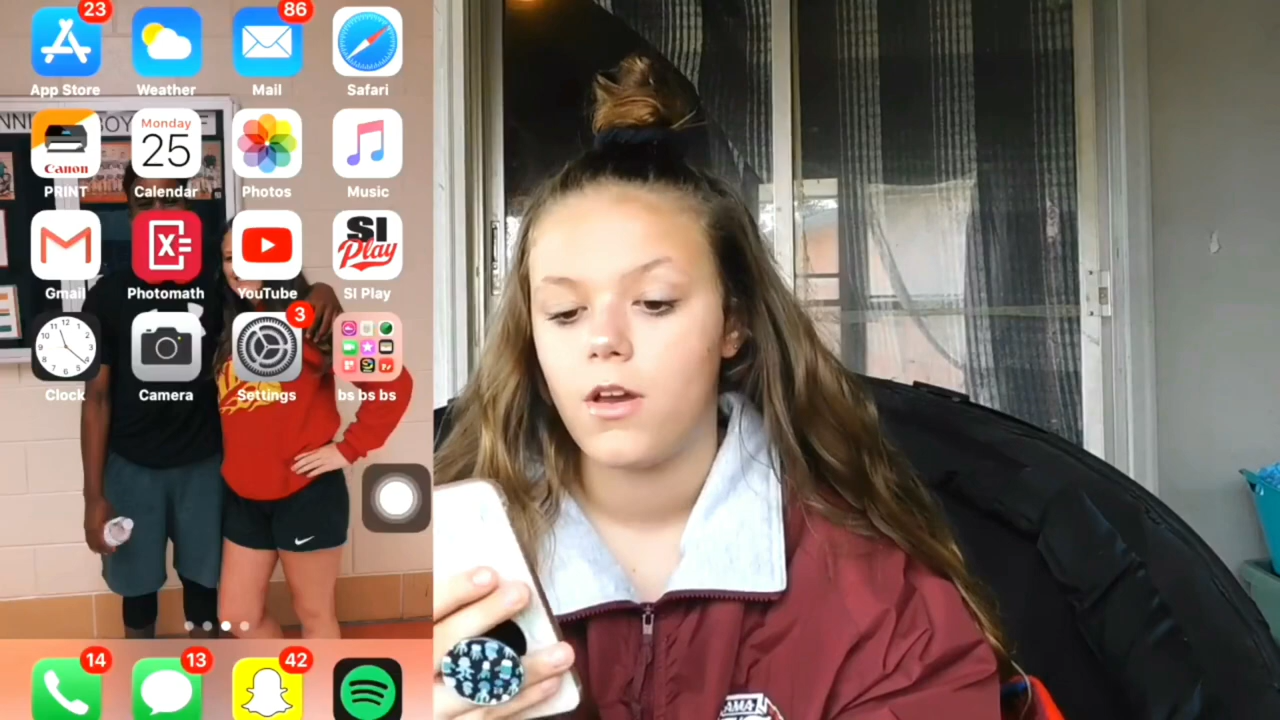 23
86
App Store Weather Mail Safari
Monday
25
Canon
PRINT Calendar Photos Music
SI
Play
Gmail Photomath YouTube SI Play
3
Clock Camera Settings bs bs bs
14
13
42